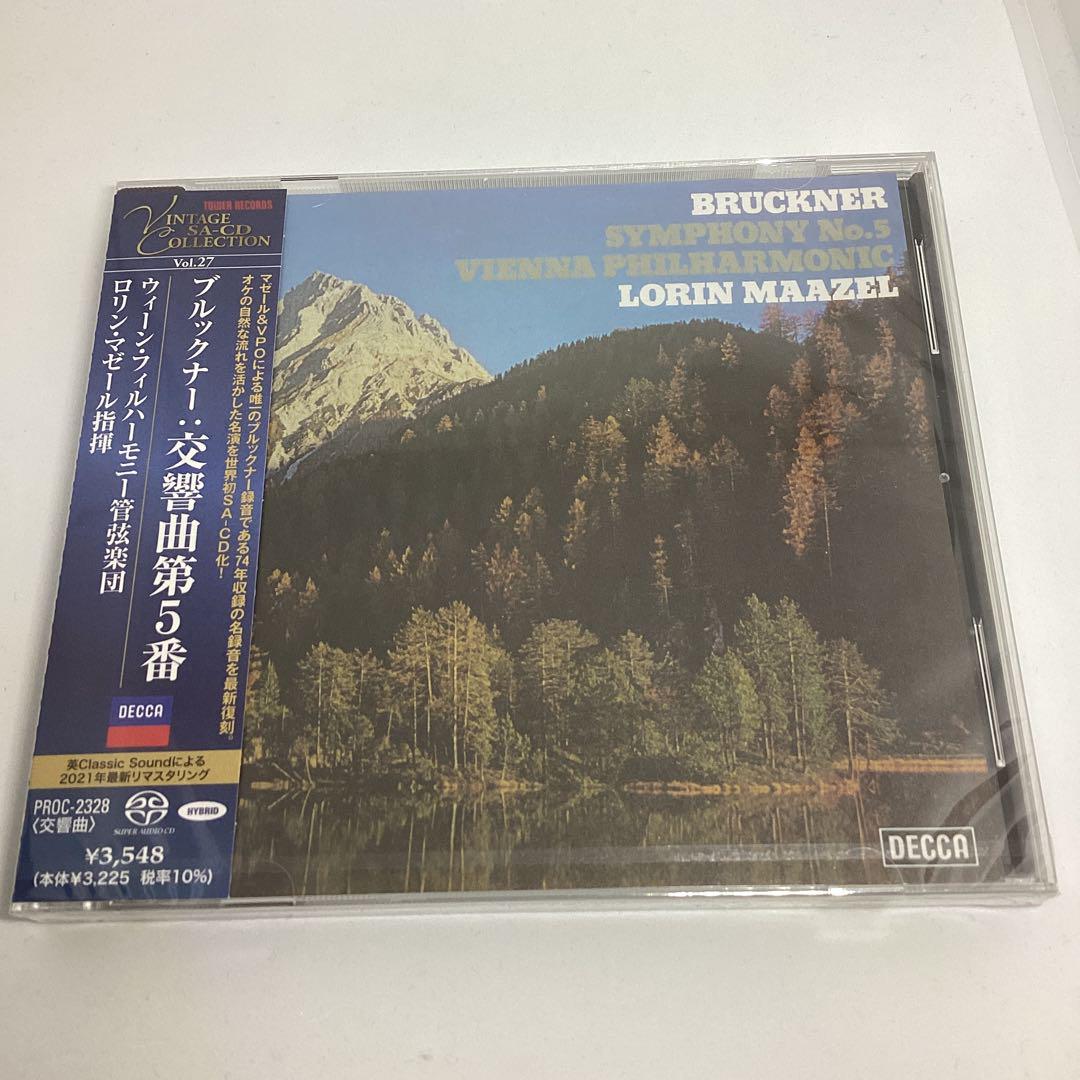 TOWER RECORDS
VINTAGE
SA-CD
COLLECTION
Vol.27
マゼール&VPOによる唯一のブルックナー録音である74年収録の名録音を最新復刻。
オケの自然な流れを活かした名演を世界初SA-CD化!
ブルックナー:交響曲第5番
ウィーン・フィルハーモニー管弦楽団
ロリン・マゼール指揮
DECCA
英Classic Soundによる
2021年最新リマスタリング
PROC-2328
〈交響曲〉
SUPER AUDIO CD
HYBRID
¥3,548
(本体¥3,225 税率10%)
BRUCKNER
SYMPHONY No.5
VIENNA PHILHARMONIC
LORIN MAAZEL
DECCA